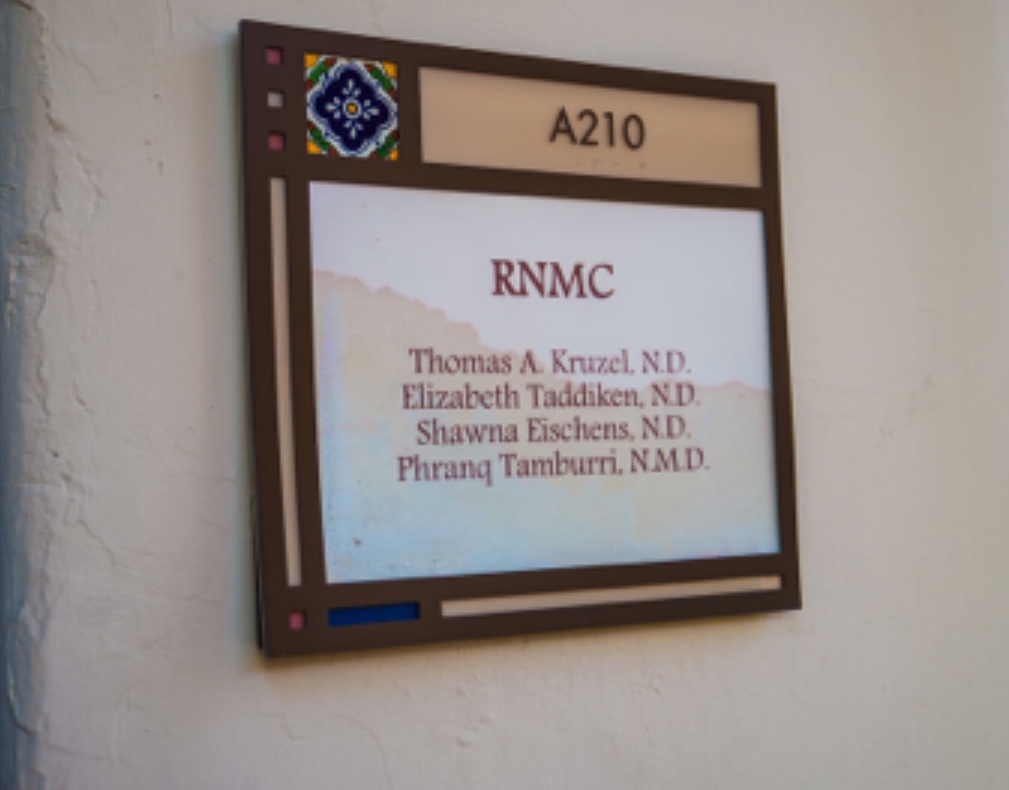 A210
RNMC
Thomas A. Kruzel, N.D.
Elizabeth Taddiken, N.D.
Shawna Eischens, N.D.
Phranq Tamburri, N.M.D.